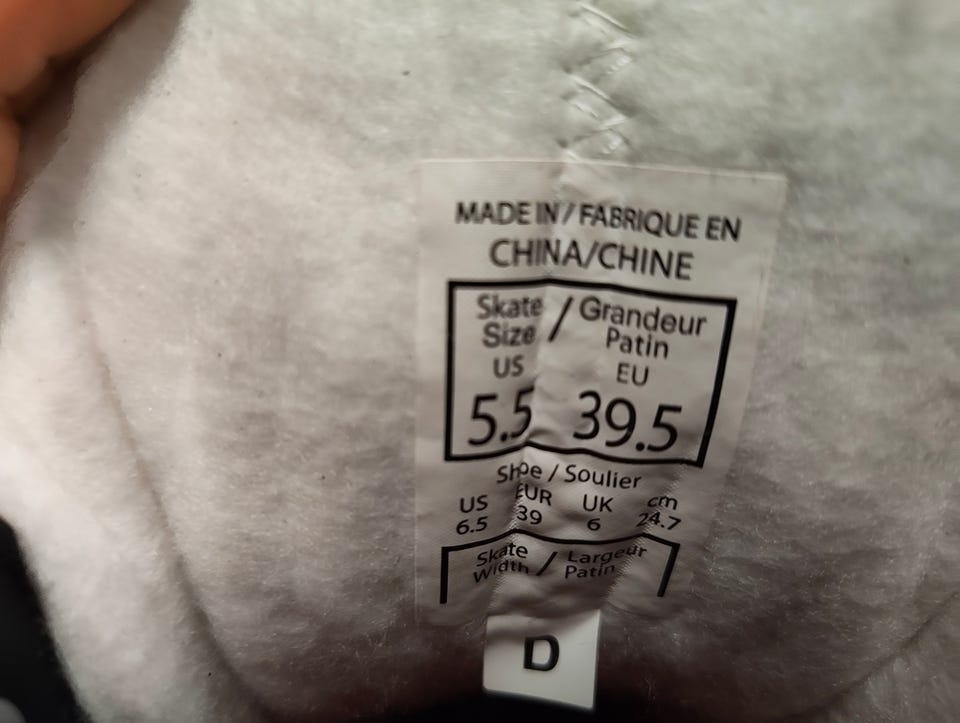 MADE IN / FABRIQUE EN
CHINA/CHINE
Skate Size / Grandeur Patin
US EU
5.5 39.5
Shoe / Soulier
US EUR UK cm
6.5 39 6 24.7
Skate Width / Largeur Patin
D